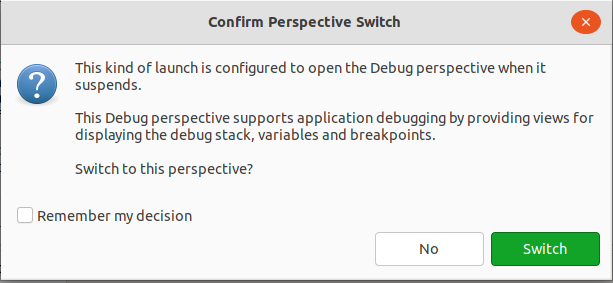 Confirm Perspective Switch
This kind of launch is configured to open the Debug perspective when it
suspends.
This Debug perspective supports application debugging by providing views for
displaying the debug stack, variables and breakpoints.
Switch to this perspective?
Remember my decision
No
Switch